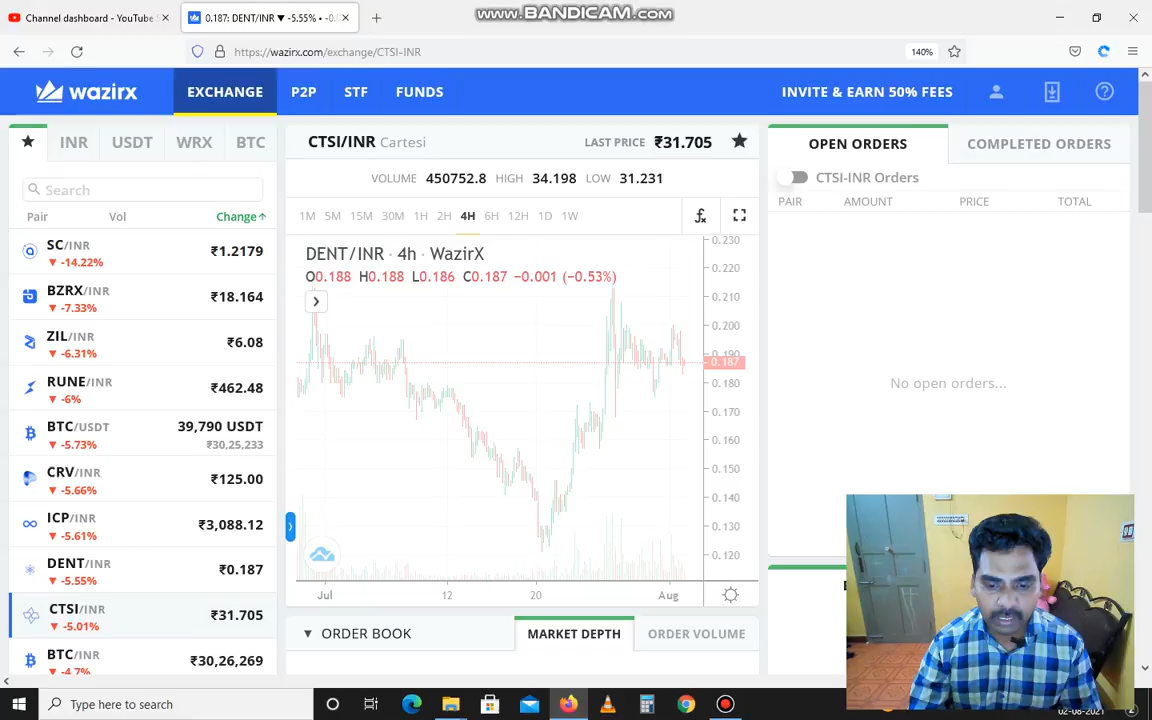 Channel dashboard - YouTube S
0.187: DENT/INR ▼ -5.55% • -0.
www.BANDICAM.com
https://wazirx.com/exchange/CTSI-INR
140%
wazirx
EXCHANGE
P2P
STF
FUNDS
INVITE & EARN 50% FEES
INR
USDT
WRX
BTC
Search
Pair
Vol
Change↑
SC/INR
▼ -14.22%
₹1.2179
BZRX/INR
▼ -7.33%
₹18.164
ZIL/INR
▼ -6.31%
₹6.08
RUNE/INR
▼ -6%
₹462.48
BTC/USDT
▼ -5.73%
39,790 USDT
₹30,25,233
CRV/INR
▼ -5.66%
₹125.00
ICP/INR
▼ -5.61%
₹3,088.12
DENT/INR
▼ -5.55%
₹0.187
CTSI/INR
▼ -5.01%
₹31.705
BTC/INR
▼ -4.7%
₹30,26,269
CTSI/INR Cartesi
LAST PRICE ₹31.705
VOLUME 450752.8 HIGH 34.198 LOW 31.231
1M 5M 15M 30M 1H 2H 4H 6H 12H 1D 1W
DENT/INR · 4h · WazirX
O0.188 H0.188 L0.186 C0.187 −0.001 (−0.53%)
0.230
0.220
0.210
0.200
0.190
0.187
0.180
0.170
0.160
0.150
0.140
0.130
0.120
Jul 12 20 Aug
▼ ORDER BOOK
MARKET DEPTH
ORDER VOLUME
OPEN ORDERS
COMPLETED ORDERS
CTSI-INR Orders
PAIR AMOUNT PRICE TOTAL
No open orders...
Type here to search
02-08-2021